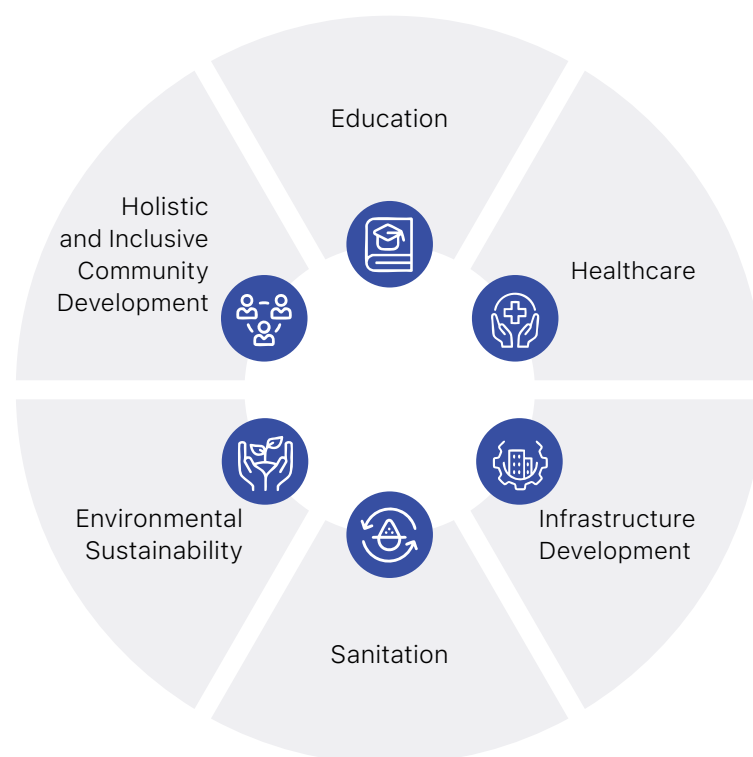 Education
Healthcare
Infrastructure
Development
Sanitation
Environmental
Sustainability
Holistic
and Inclusive
Community
Development